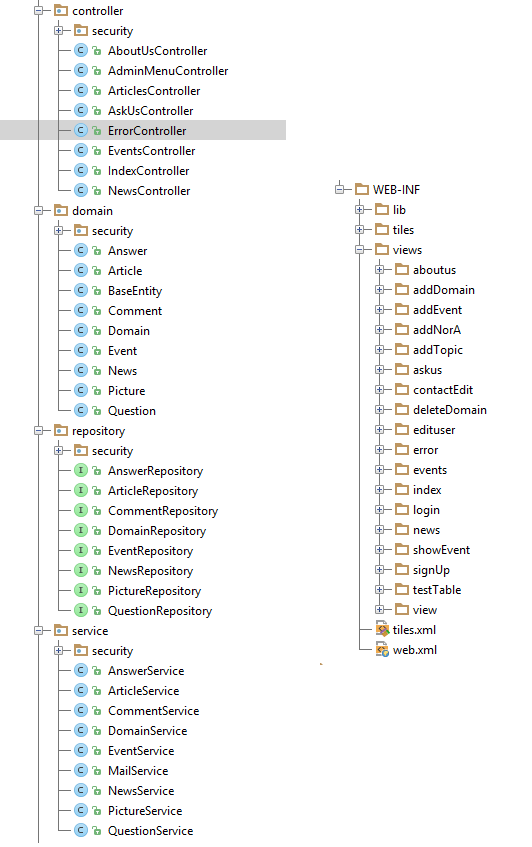 controller
security
AboutUsController
AdminMenuController
ArticlesController
AskUsController
ErrorController
EventsController
IndexController
NewsController
domain
security
Answer
Article
BaseEntity
Comment
Domain
Event
News
Picture
Question
repository
security
AnswerRepository
ArticleRepository
CommentRepository
DomainRepository
EventRepository
NewsRepository
PictureRepository
QuestionRepository
service
security
AnswerService
ArticleService
CommentService
DomainService
EventService
MailService
NewsService
PictureService
QuestionService
WEB-INF
lib
tiles
views
aboutus
addDomain
addEvent
addNorA
addTopic
askus
contactEdit
deleteDomain
edituser
error
events
index
login
news
showEvent
signUp
testTable
view
tiles.xml
web.xml